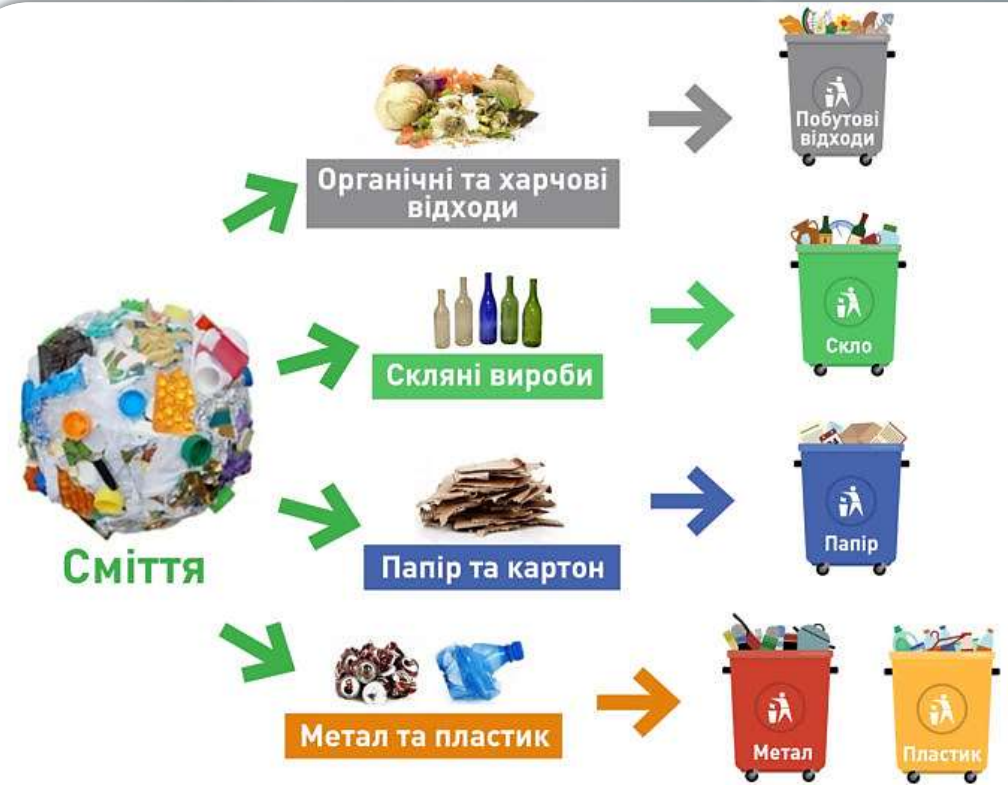 Побутові
відходи
Органічні та харчові
відходи
Скло
Скляні вироби
Папір
Папір та картон
Сміття
Метал та пластик
Метал
Пластик